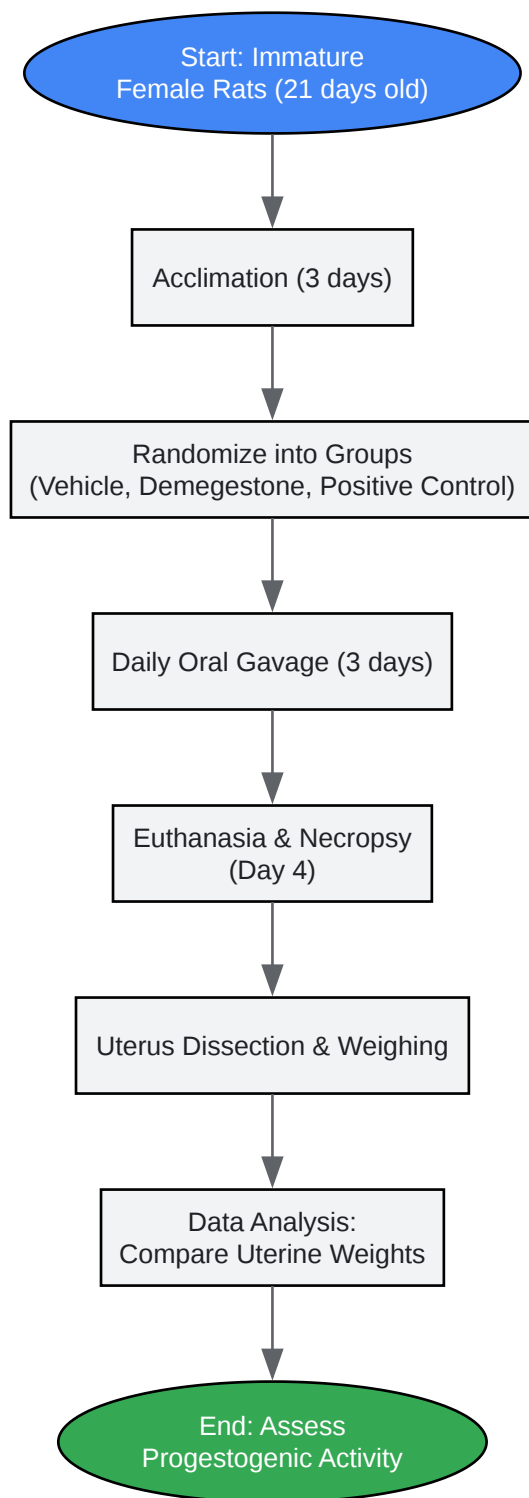 Start: Immature
Female Rats (21 days old)
Acclimation (3 days)
Randomize into Groups
(Vehicle, Demegestone, Positive Control)
Daily Oral Gavage (3 days)
Euthanasia & Necropsy
(Day 4)
Uterus Dissection & Weighing
Data Analysis:
Compare Uterine Weights
End: Assess
Progestogenic Activity